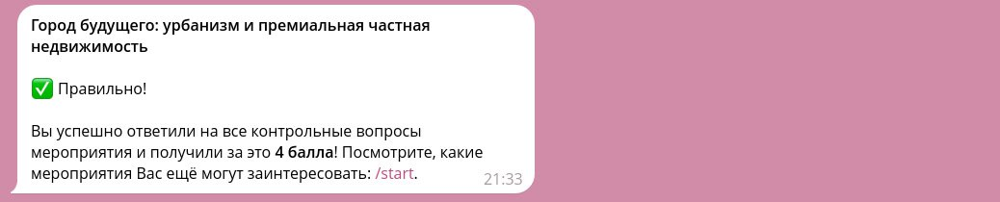 Город будущего: урбанизм и премиальная частная
недвижимость
✅ Правильно!
Вы успешно ответили на все контрольные вопросы
мероприятия и получили за это 4 балла! Посмотрите, какие
мероприятия Вас ещё могут заинтересовать: /start.
21:33